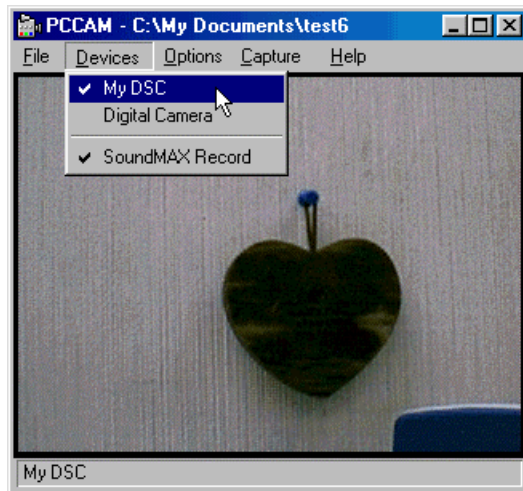 PCCAM - C:\My Documents\test6
File Devices Options Capture Help
My DSC
Digital Camera
SoundMAX Record
My DSC